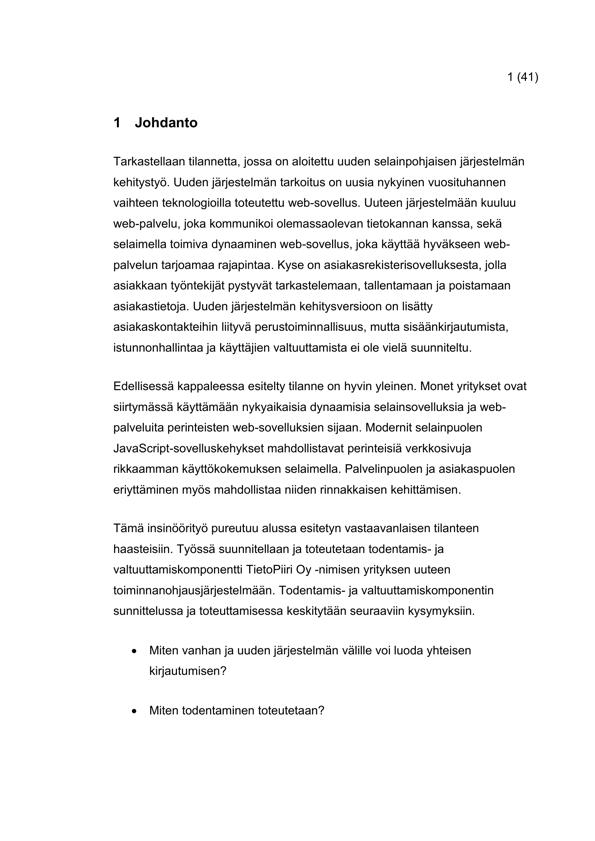 1 (41)
1 Johdanto
Tarkastellaan tilannetta, jossa on aloitettu uuden selainpohjaisen järjestelmän
kehitystyö. Uuden järjestelmän tarkoitus on uusia nykyinen vuosituhannen
vaihteen teknologioilla toteutettu web-sovellus. Uuteen järjestelmään kuuluu
web-palvelu, joka kommunikoi olemassaolevan tietokannan kanssa, sekä
selaimella toimiva dynaaminen web-sovellus, joka käyttää hyväkseen web-
palvelun tarjoamaa rajapintaa. Kyse on asiakasrekisterisovelluksesta, jolla
asiakkaan työntekijät pystyvät tarkastelemaan, tallentamaan ja poistamaan
asiakastietoja. Uuden järjestelmän kehitysversioon on lisätty
asiakaskontakteihin liityvä perustoiminnallisuus, mutta sisäänkirjautumista,
istunnonhallintaa ja käyttäjien valtuuttamista ei ole vielä suunniteltu.
Edellisessä kappaleessa esitelty tilanne on hyvin yleinen. Monet yritykset ovat
siirtymässä käyttämään nykyaikaisia dynaamisia selainsovelluksia ja web-
palveluita perinteisten web-sovelluksien sijaan. Modernit selainpuolen
JavaScript-sovelluskehykset mahdollistavat perinteisiä verkkosivuja
rikkaamman käyttökokemuksen selaimella. Palvelinpuolen ja asiakaspuolen
eriyttäminen myös mahdollistaa niiden rinnakkaisen kehittämisen.
Tämä insinöörityö pureutuu alussa esitetyn vastaavanlaisen tilanteen
haasteisiin. Työssä suunnitellaan ja toteutetaan todentamis- ja
valtuuttamiskomponentti TietoPiiri Oy -nimisen yrityksen uuteen
toiminnanohjausjärjestelmään. Todentamis- ja valtuuttamiskomponentin
sunnittelussa ja toteuttamisessa keskitytään seuraaviin kysymyksiin.
• Miten vanhan ja uuden järjestelmän välille voi luoda yhteisen
kirjautumisen?
• Miten todentaminen toteutetaan?